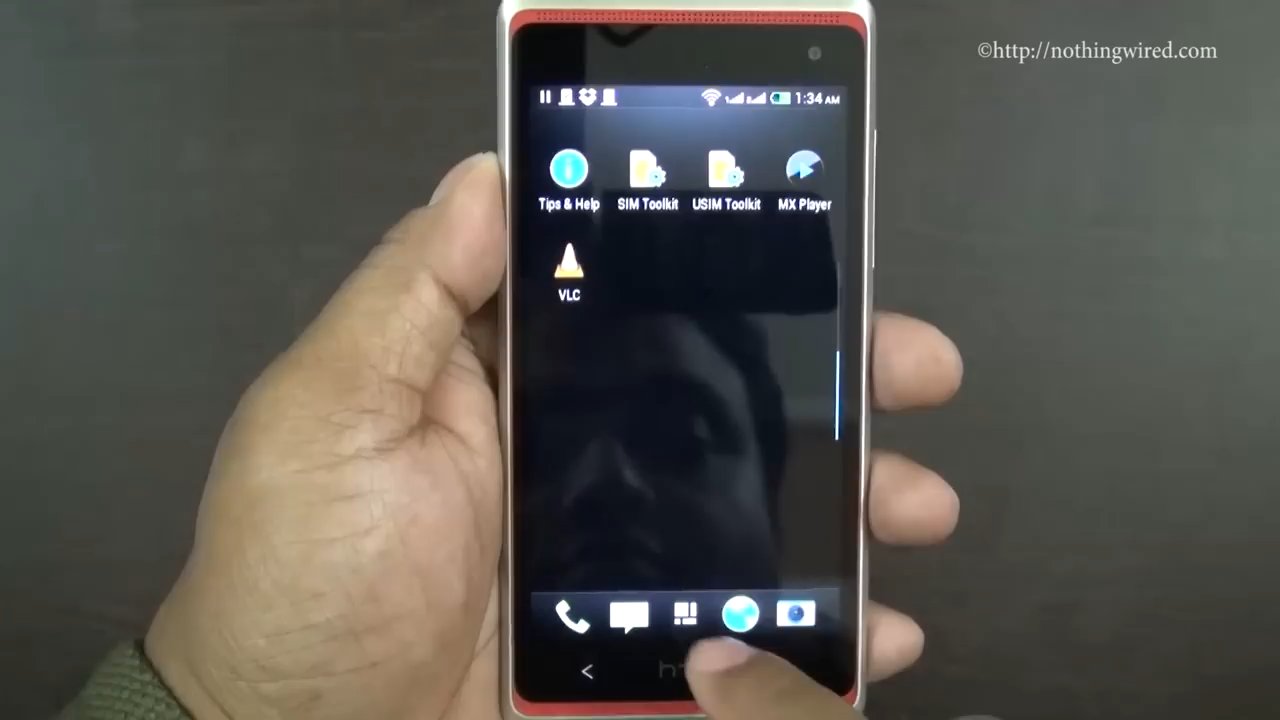 ©http://nothingwired.com
1:34 AM
Tips & Help
SIM Toolkit
USIM Toolkit
MX Player
VLC